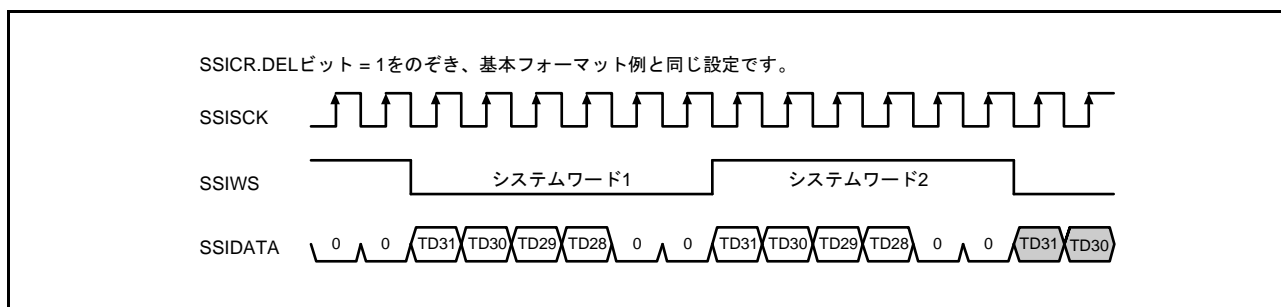 SSICR.DELビット = 1をのぞき、基本フォーマット例と同じ設定です。
SSISCK
SSIWS システムワード1 システムワード2
SSIDATA 0 0 TD31 TD30 TD29 TD28 0 0 TD31 TD30 TD29 TD28 0 0 TD31 TD30